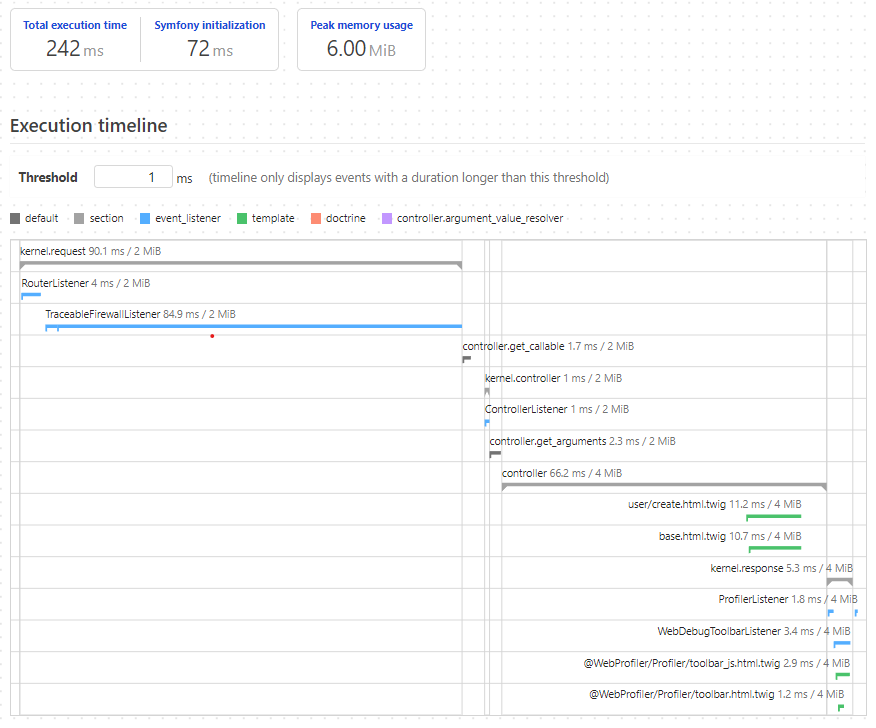 Total execution time Symfony initialization Peak memory usage
242 ms 72 ms 6.00 MiB
Execution timeline
Threshold 1 ms (timeline only displays events with a duration longer than this threshold)
default section event_listener template doctrine controller.argument_value_resolver
kernel.request 90.1 ms / 2 MiB
RouterListener 4 ms / 2 MiB
TraceableFirewallListener 84.9 ms / 2 MiB
controller.get_callable 1.7 ms / 2 MiB
kernel.controller 1 ms / 2 MiB
ControllerListener 1 ms / 2 MiB
controller.get_arguments 2.3 ms / 2 MiB
controller 66.2 ms / 4 MiB
user/create.html.twig 11.2 ms / 4 MiB
base.html.twig 10.7 ms / 4 MiB
kernel.response 5.3 ms / 4 MiB
ProfilerListener 1.8 ms / 4 MiB
WebDebugToolbarListener 3.4 ms / 4 MiB
@WebProfiler/Profiler/toolbar_js.html.twig 2.9 ms / 4 MiB
@WebProfiler/Profiler/toolbar.html.twig 1.2 ms / 4 MiB